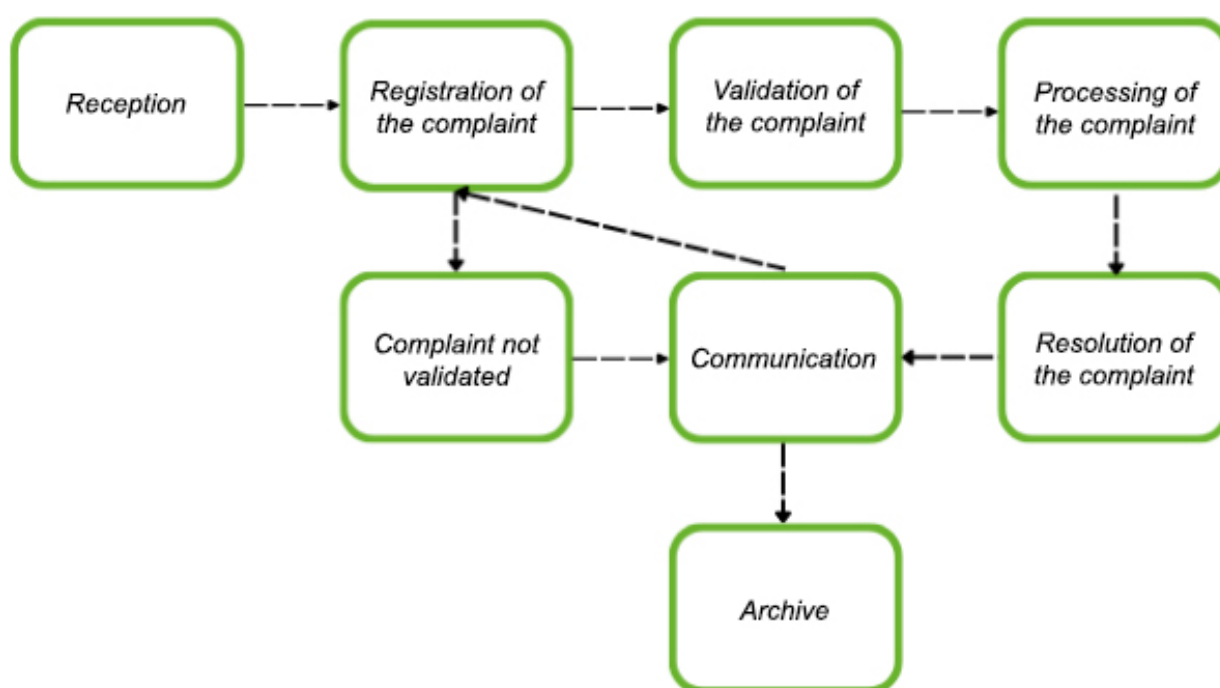 Reception
Registration of
the complaint
Validation of
the complaint
Processing of
the complaint
Complaint not
validated
Communication
Resolution of
the complaint
Archive